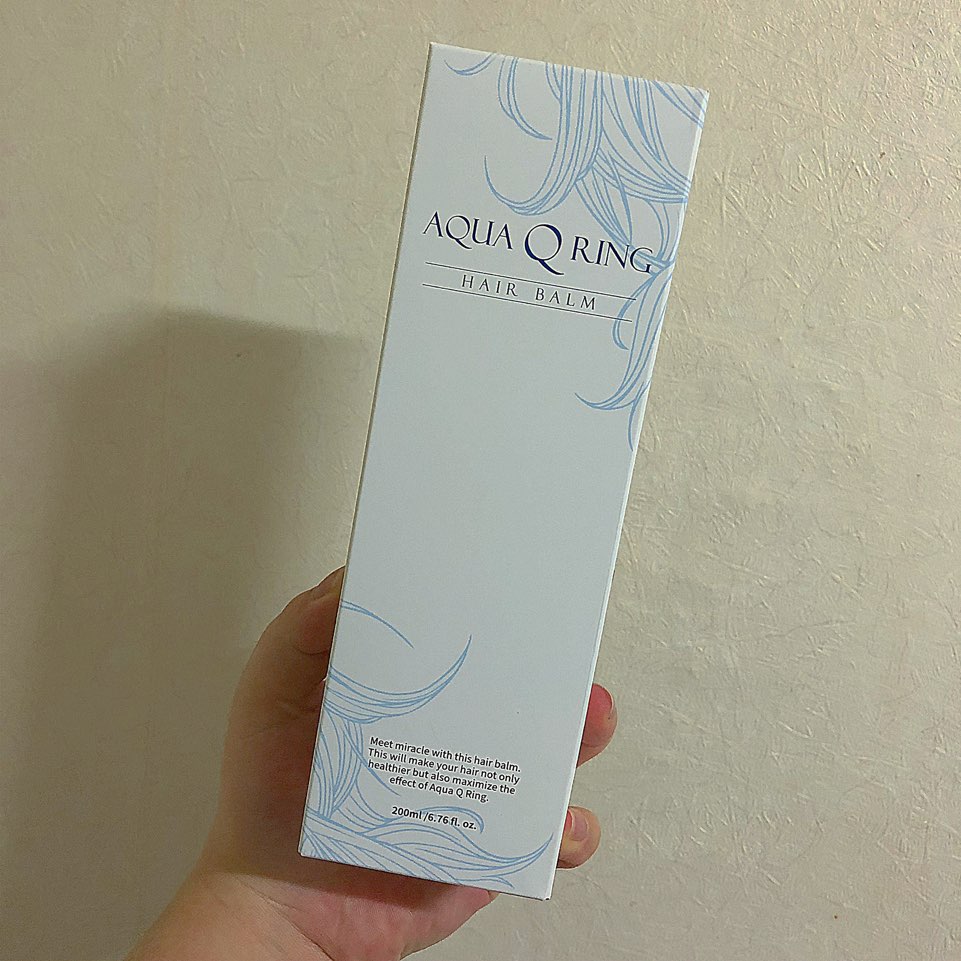 AQUA Q RING
HAIR BALM
Meet miracle with this hair balm.
This will make your hair not only
healthier but also maximize the
effect of Aqua Q Ring.
200ml/6.76 fl. oz.